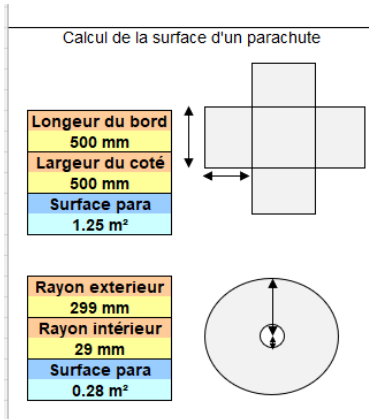 Calcul de la surface d'un parachute
Longeur du bord
500 mm
Largeur du coté
500 mm
Surface para
1.25 m²
Rayon exterieur
299 mm
Rayon intérieur
29 mm
Surface para
0.28 m²